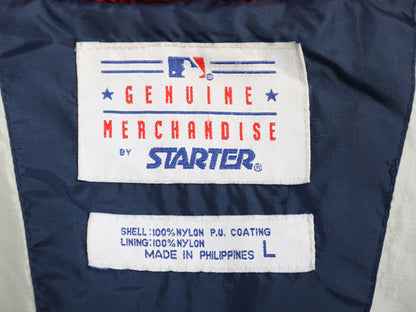 GENUINE
MERCHANDISE
BY STARTER®
SHELL:100%NYLON P.U. COATING
LINING:100%NYLON
MADE IN PHILIPPINES L